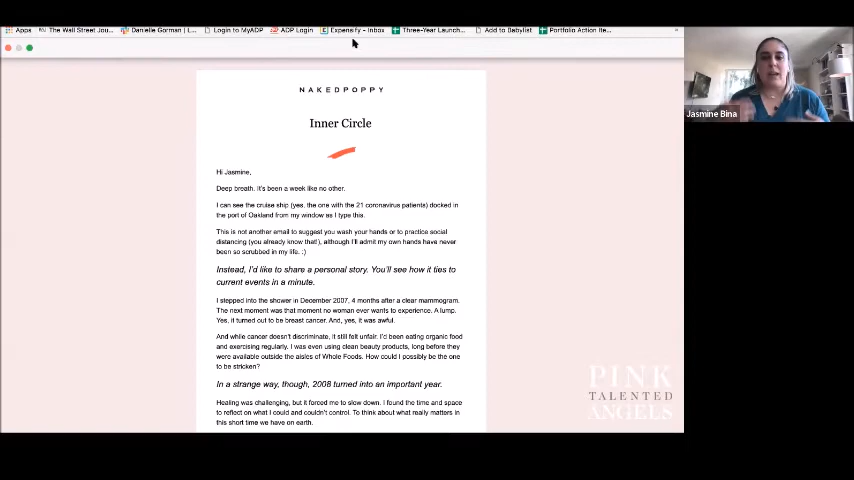 Apps
The Wall Street Jou...
Danielle Gorman | L...
Login to MyADP
ADP Login
Expensify - Inbox
Three-Year Launch...
Add to Babylist
Portfolio Action Ite...
»
NAKEDPOPPY
Inner Circle
Hi Jasmine,
Deep breath. It's been a week like no other.
I can see the cruise ship (yes, the one with the 21 coronavirus patients) docked in
the port of Oakland from my window as I type this.
This is not another email to suggest you wash your hands or to practice social
distancing (you already know that!), although I'll admit my own hands have never
been so scrubbed in my life. :)
Instead, I'd like to share a personal story. You'll see how it ties to
current events in a minute.
I stepped into the shower in December 2007, 4 months after a clear mammogram.
The next moment was that moment no woman ever wants to experience. A lump.
Yes, it turned out to be breast cancer. And, yes, it was awful.
And while cancer doesn't discriminate, it still felt unfair. I'd been eating organic food
and exercising regularly. I was even using clean beauty products, long before they
were available outside the aisles of Whole Foods. How could I possibly be the one
to be stricken?
In a strange way, though, 2008 turned into an important year.
Healing was challenging, but it forced me to slow down. I found the time and space
to reflect on what I could and couldn't control. To think about what really matters in
this short time we have on earth.
PINK
TALENTED
ANGELS
Jasmine Bina